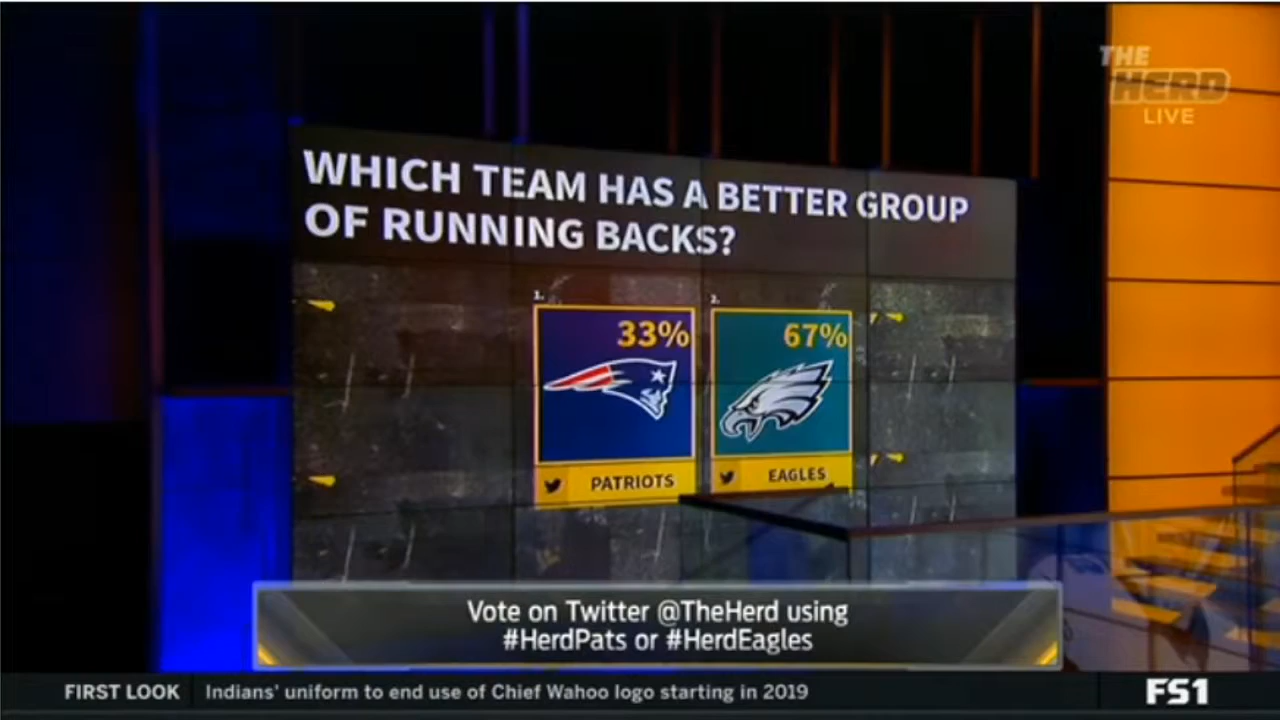 THE
HERD
LIVE
WHICH TEAM HAS A BETTER GROUP
OF RUNNING BACKS?
1.
33%
PATRIOTS
2.
67%
EAGLES
Vote on Twitter @TheHerd using
#HerdPats or #HerdEagles
FIRST LOOK Indians' uniform to end use of Chief Wahoo logo starting in 2019
FS1